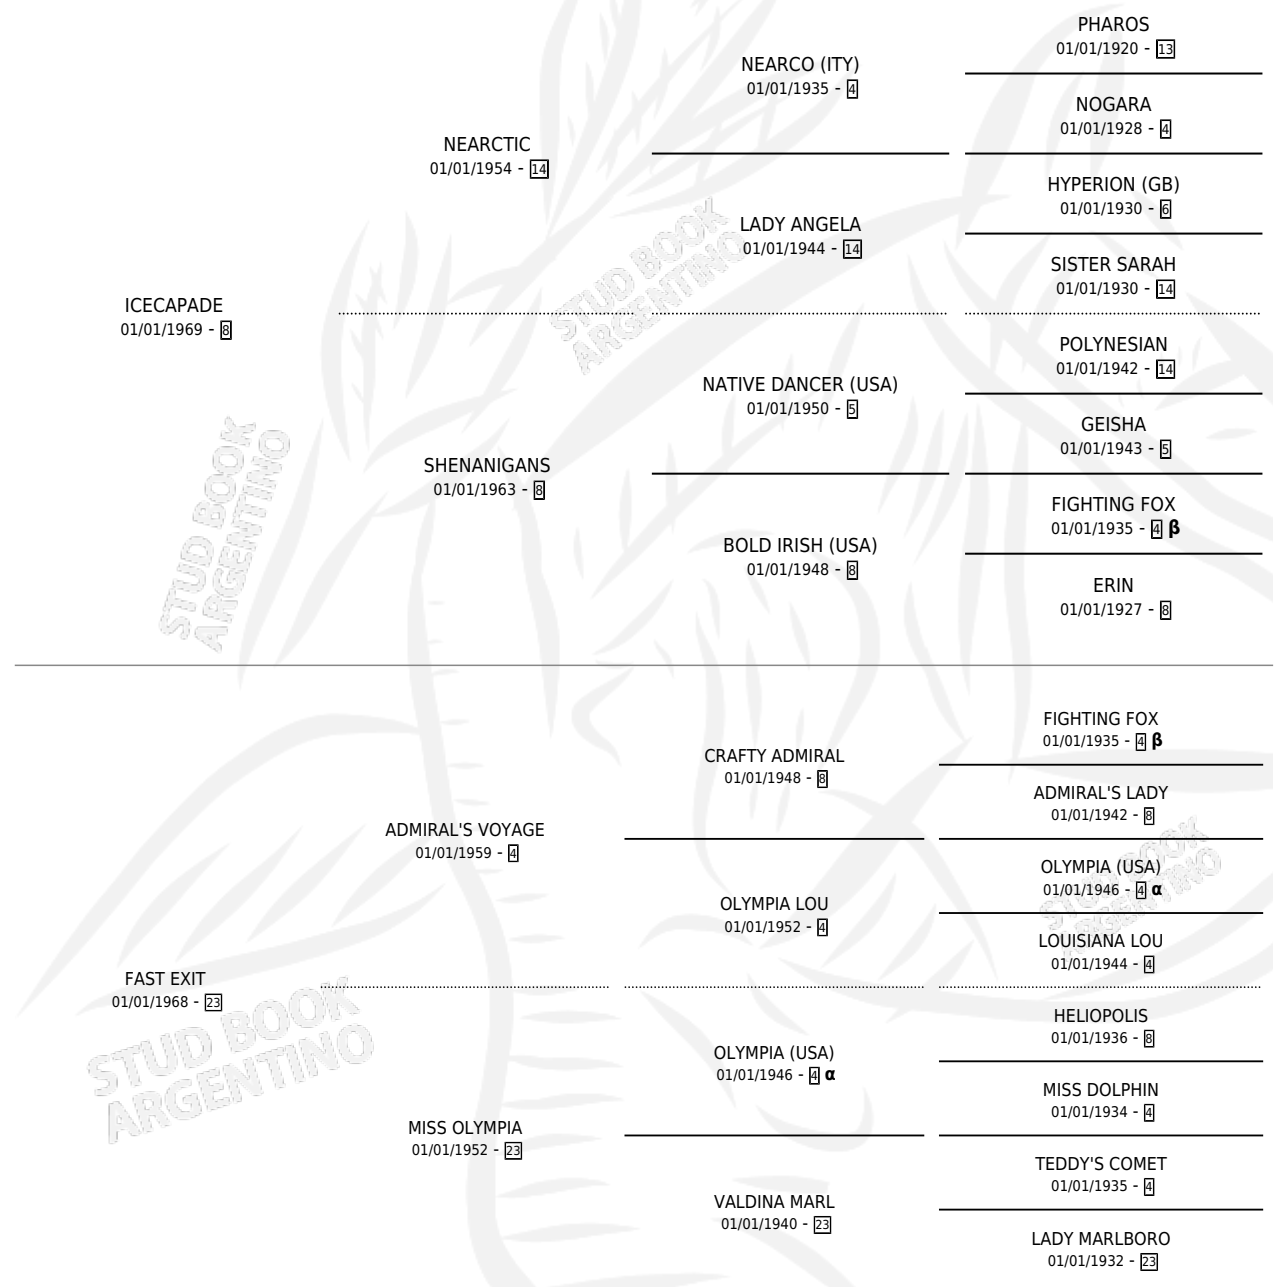 PHAROS
01/01/1920 - 13
NEARCO (ITY)
01/01/1935 - 4
NOGARA
01/01/1928 - 4
NEARCTIC
01/01/1954 - 14
HYPERION (GB)
01/01/1930 - 6
LADY ANGELA
01/01/1944 - 14
SISTER SARAH
01/01/1930 - 14
ICECAPADE
01/01/1969 - 8
POLYNESIAN
01/01/1942 - 14
NATIVE DANCER (USA)
01/01/1950 - 5
GEISHA
01/01/1943 - 5
SHENANIGANS
01/01/1963 - 8
FIGHTING FOX
01/01/1935 - 4 β
BOLD IRISH (USA)
01/01/1948 - 8
ERIN
01/01/1927 - 8
STUD BOOK
ARGENTINO
STUD BOOK
ARGENTINO
FIGHTING FOX
01/01/1935 - 4 β
CRAFTY ADMIRAL
01/01/1948 - 8
ADMIRAL'S LADY
01/01/1942 - 8
ADMIRAL'S VOYAGE
01/01/1959 - 4
OLYMPIA (USA)
01/01/1946 - 4 α
OLYMPIA LOU
01/01/1952 - 4
LOUISIANA LOU
01/01/1944 - 4
STUD BOOK
ARGENTINO
FAST EXIT
01/01/1968 - 23
HELIOPOLIS
01/01/1936 - 8
OLYMPIA (USA)
01/01/1946 - 4 α
MISS DOLPHIN
01/01/1934 - 4
STUD BOOK
ARGENTINO
MISS OLYMPIA
01/01/1952 - 23
TEDDY'S COMET
01/01/1935 - 4
VALDINA MARL
01/01/1940 - 23
LADY MARLBORO
01/01/1932 - 23